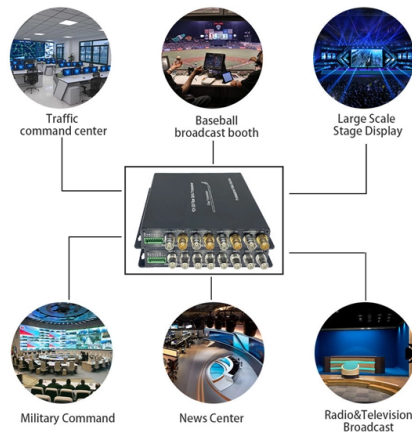 Traffic
command center
Baseball
broadcast booth
Large Scale
Stage Display
Military Command
News Center
Radio&Television
Broadcast